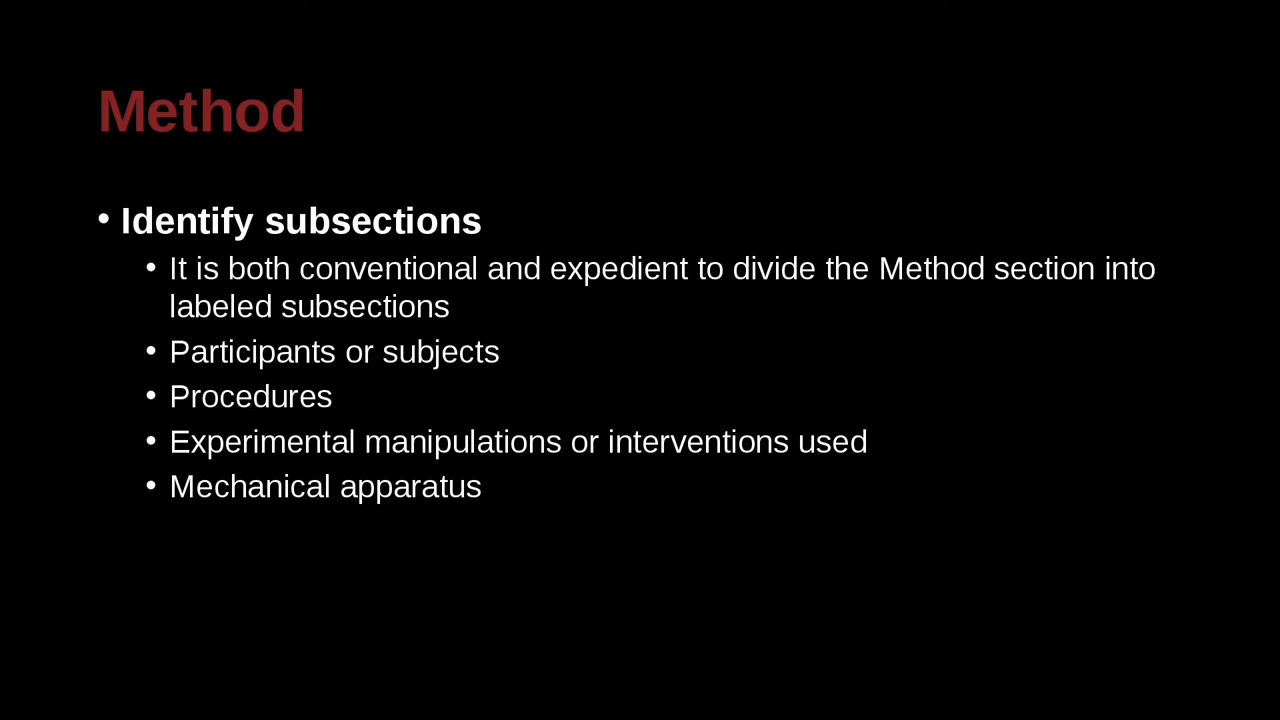 Method
• Identify subsections
• It is both conventional and expedient to divide the Method section into
labeled subsections
• Participants or subjects
• Procedures
• Experimental manipulations or interventions used
• Mechanical apparatus